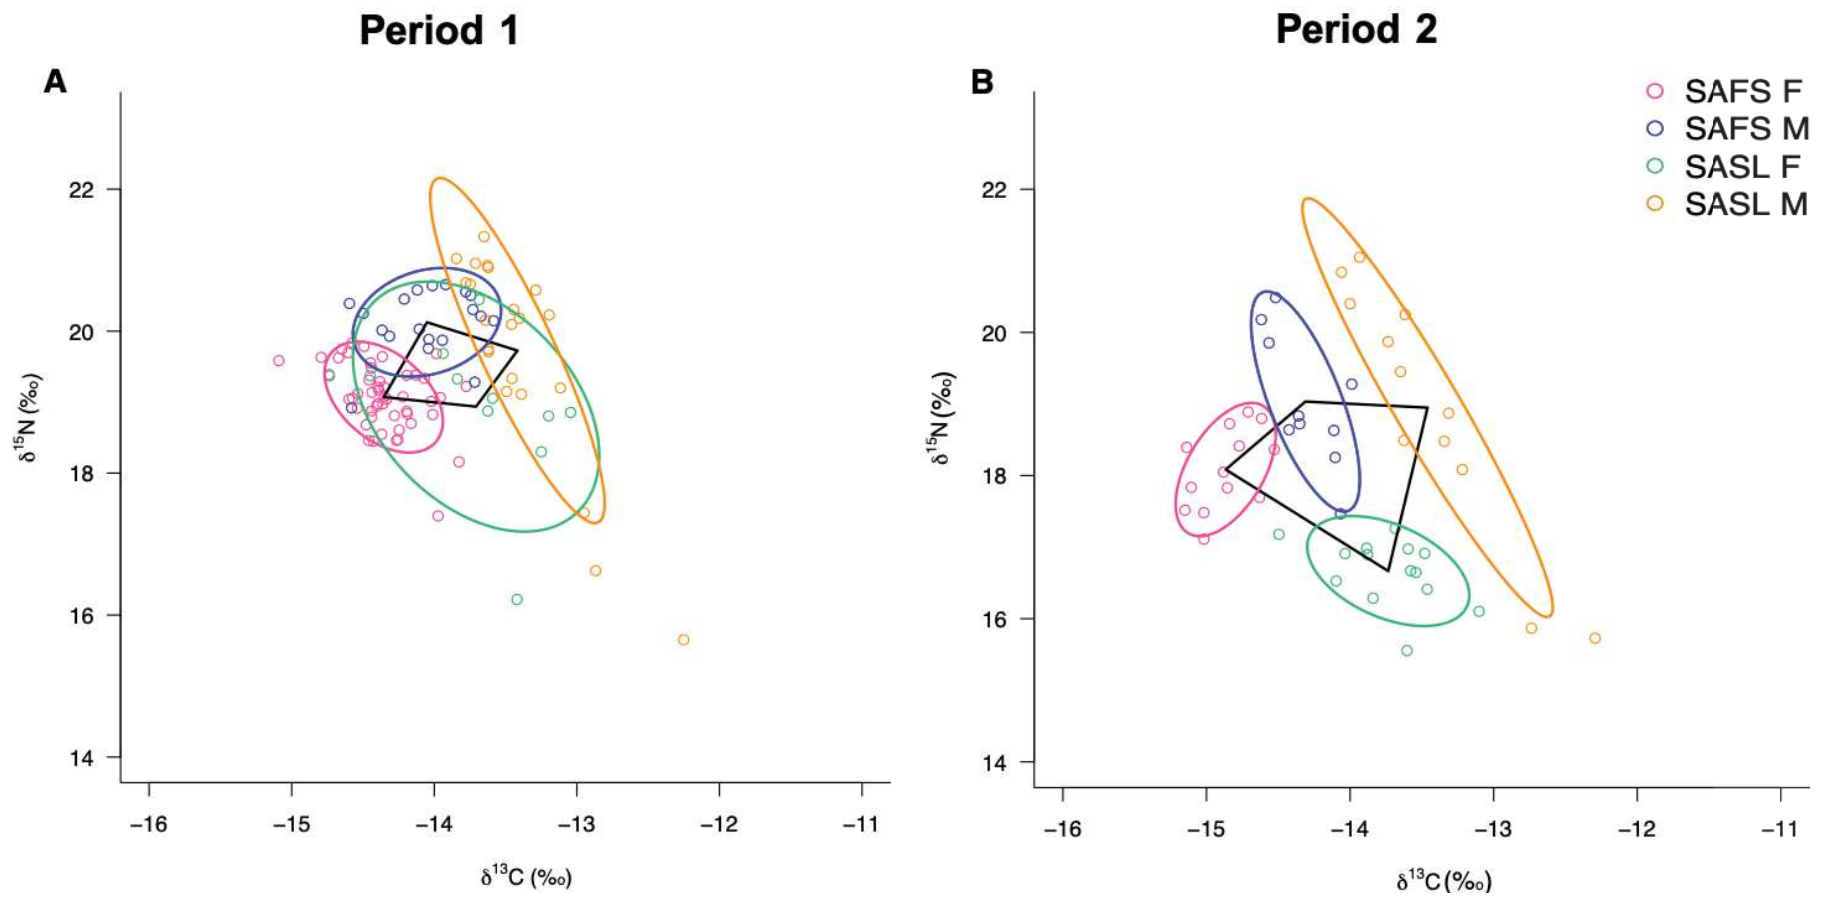 Period 1
Period 2
A
B
SAFS F
SAFS M
SASL F
SASL M
22
20
18
16
14
δ15N (‰)
−16 −15 −14 −13 −12 −11
δ13C (‰)
22
20
18
16
14
δ15N(‰)
−16 −15 −14 −13 −12 −11
δ13C(‰)